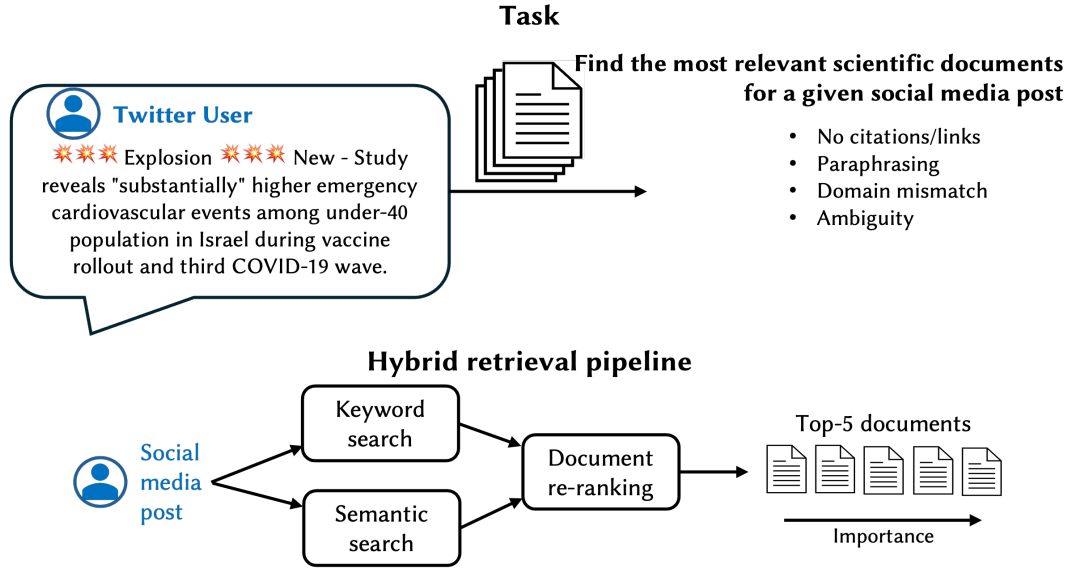 Task
Find the most relevant scientific documents
for a given social media post
• No citations/links
• Paraphrasing
• Domain mismatch
• Ambiguity
Twitter User
💥💥💥 Explosion 💥💥💥 New - Study
reveals "substantially" higher emergency
cardiovascular events among under-40
population in Israel during vaccine
rollout and third COVID-19 wave.
Hybrid retrieval pipeline
Social
media
post
Keyword
search
Semantic
search
Document
re-ranking
Top-5 documents
Importance